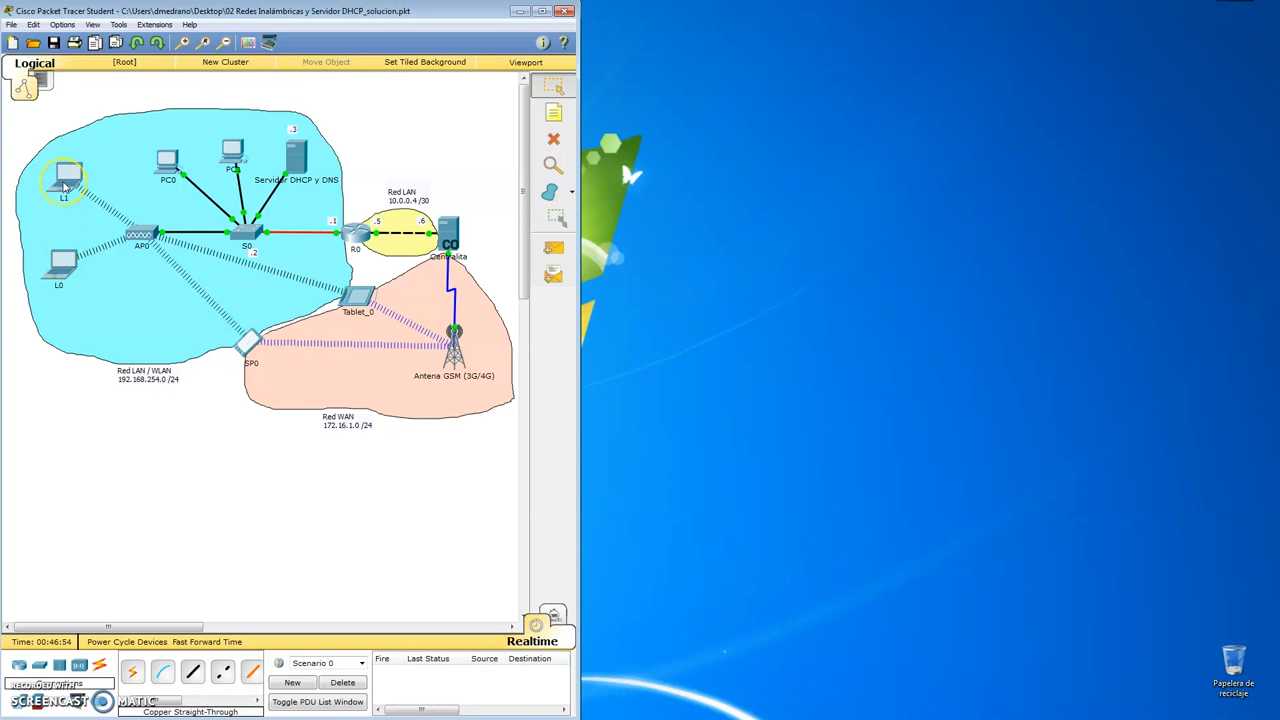 Cisco Packet Tracer Student - C:\Users\dmedrano\Desktop\02 Redes Inalámbricas y Servidor DHCP_solucion.pkt
File Edit Options View Tools Extensions Help
Logical [Root] New Cluster Move Object Set Tiled Background Viewport
.3
PC0
Servidor DHCP y DNS
L1
Red LAN
10.0.0.4 /30
.1
.5
.6
AP0
S0
.2
R0
CO
Centralita
L0
Tablet_0
SP0
Antena GSM (3G/4G)
Red LAN / WLAN
192.168.254.0 /24
Red WAN
172.16.1.0 /24
Time: 00:46:54 Power Cycle Devices Fast Forward Time
Realtime
Scenario 0
New Delete
Toggle PDU List Window
Fire Last Status Source Destination
RECORDED WITH
SCREENCAST MATIC
Copper Straight-Through
Papelera de
reciclaje